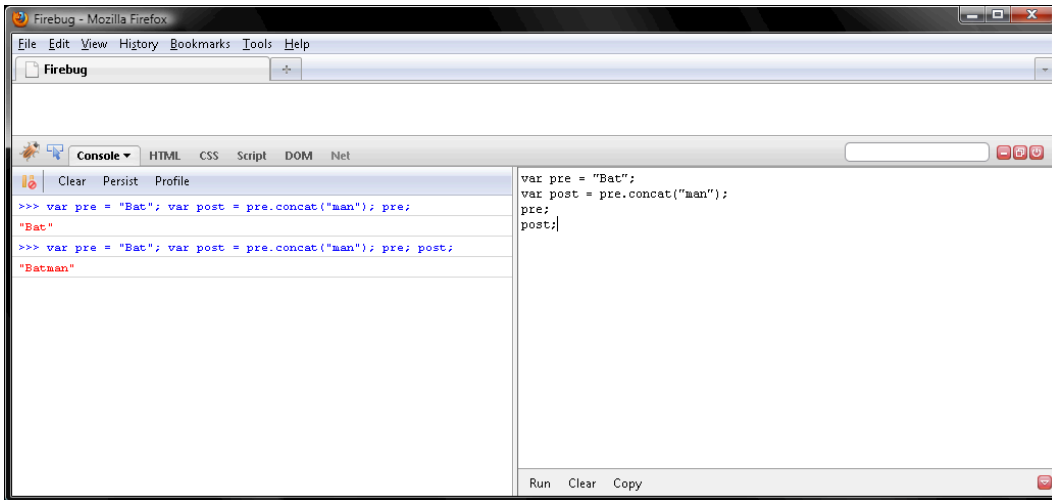 Firebug - Mozilla Firefox
File Edit View History Bookmarks Tools Help
Firebug
Console HTML CSS Script DOM Net
Clear Persist Profile
>>> var pre = "Bat"; var post = pre.concat("man"); pre;
"Bat"
>>> var pre = "Bat"; var post = pre.concat("man"); pre; post;
"Batman"
var pre = "Bat";
var post = pre.concat("man");
pre;
post;
Run Clear Copy